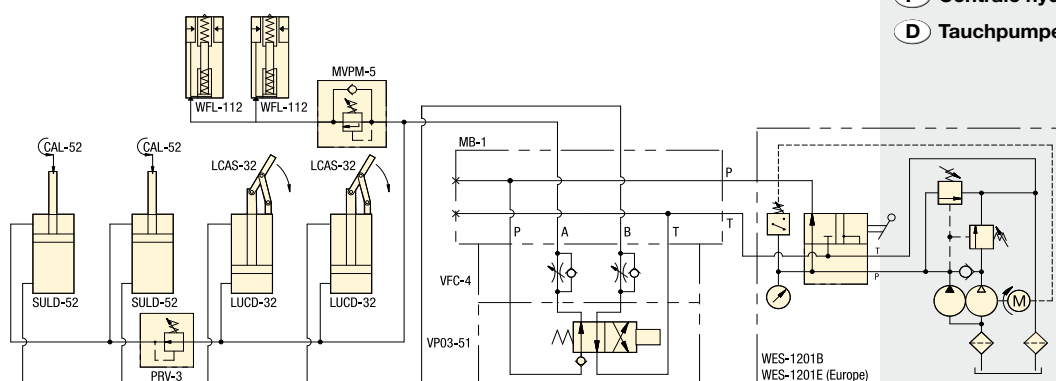 F Centrale hyd
D Tauchpumpe
WFL-112
WFL-112
MVPM-5
CAL-52
CAL-52
LCAS-32
LCAS-32
MB-1
P
T
P
A
B
T
T
P
M
VFC-4
SULD-52
SULD-52
LUCD-32
LUCD-32
VP03-51
PRV-3
WES-1201B
WES-1201E (Europe)